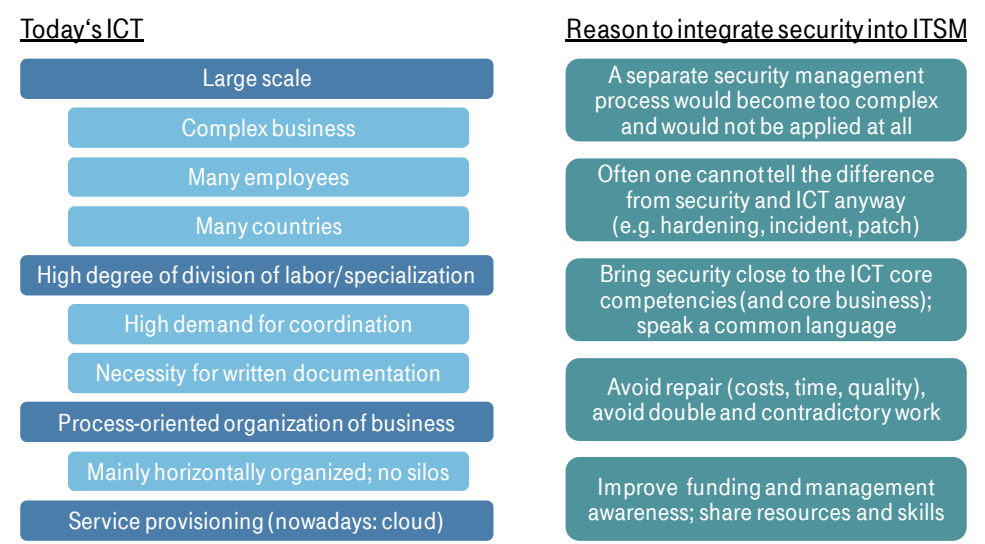 Today‘s ICT
Large scale
Complex business
Many employees
Many countries
High degree of division of labor/specialization
High demand for coordination
Necessity for written documentation
Process-oriented organization of business
Mainly horizontally organized; no silos
Service provisioning (nowadays: cloud)
Reason to integrate security into ITSM
A separate security management
process would become too complex
and would not be applied at all
Often one cannot tell the difference
from security and ICT anyway
(e.g. hardening, incident, patch)
Bring security close to the ICT core
competencies (and core business);
speak a common language
Avoid repair (costs, time, quality),
avoid double and contradictory work
Improve funding and management
awareness; share resources and skills